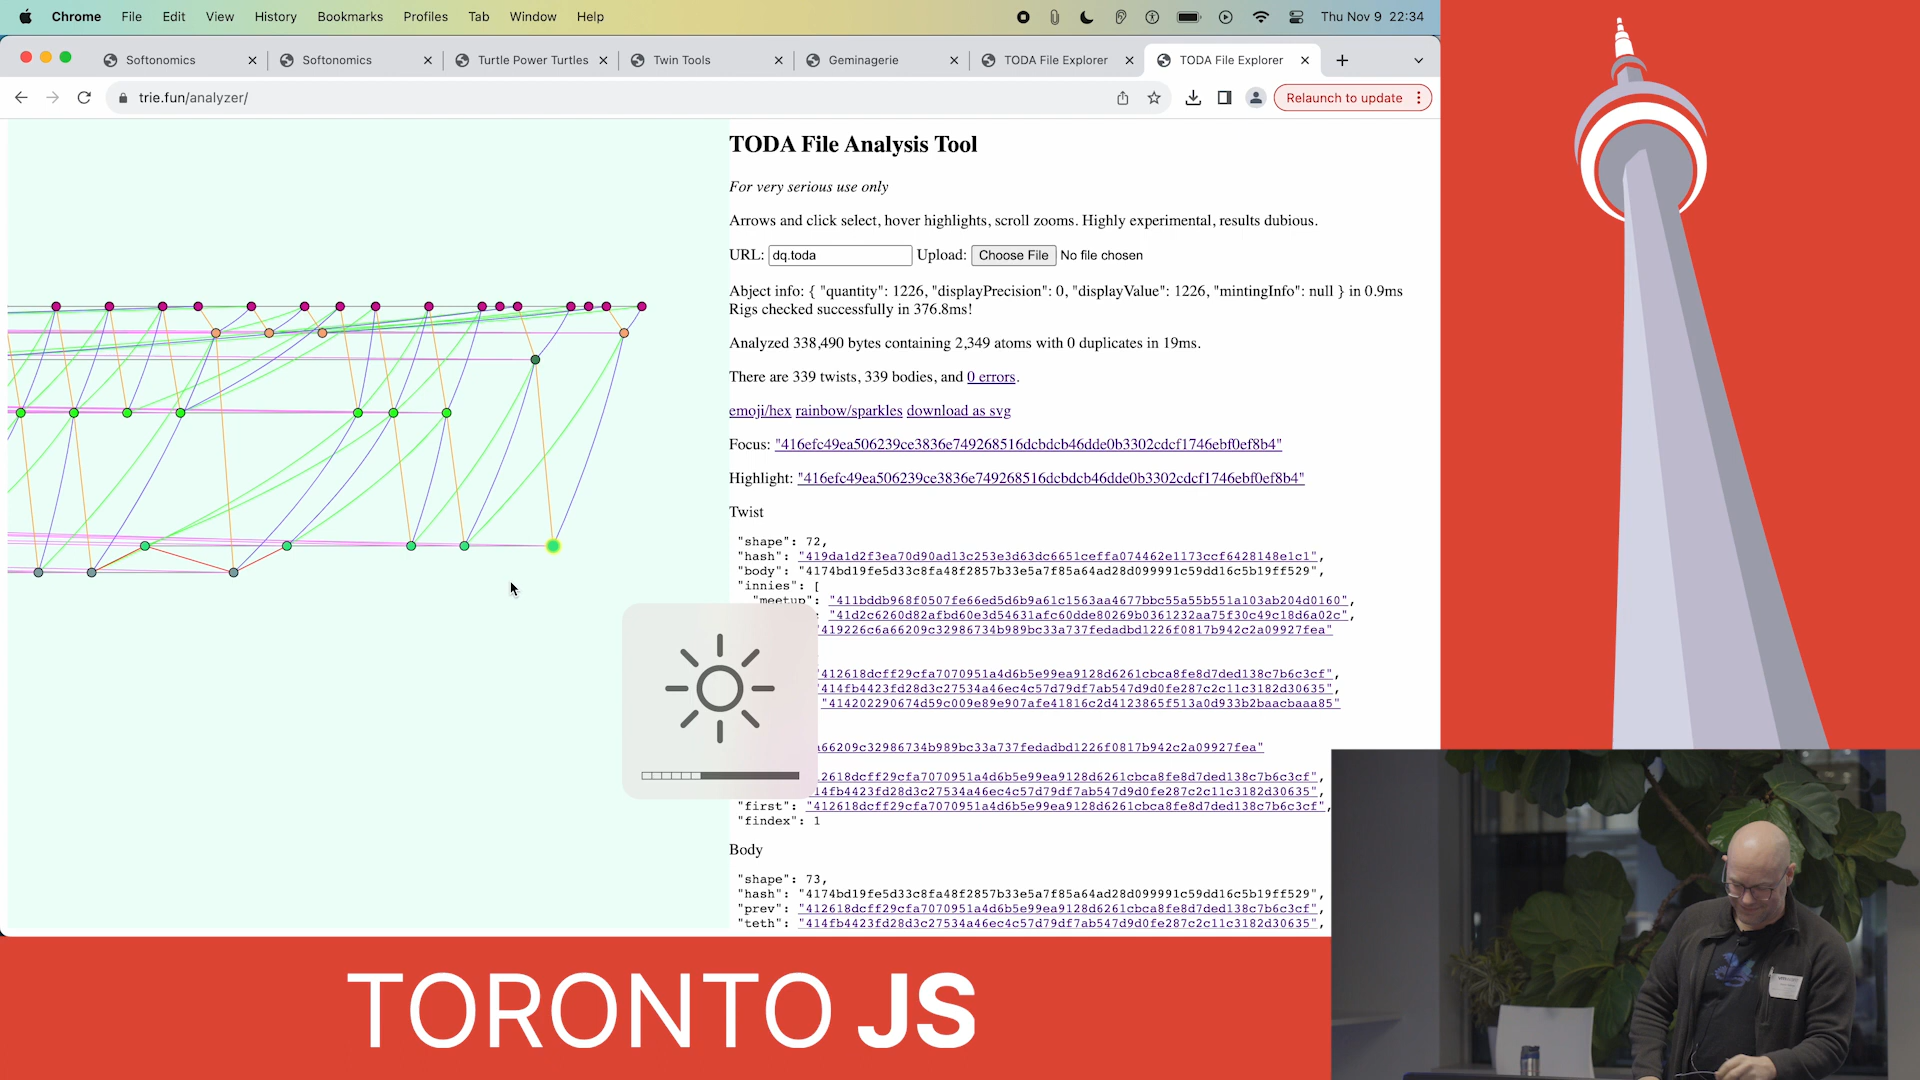 Chrome File Edit View History Bookmarks Profiles Tab Window Help Thu Nov 9 22:34
Softonomics Softonomics Turtle Power Turtles Twin Tools Geminagerie TODA File Explorer TODA File Explorer
trie.fun/analyzer/ Relaunch to update
TODA File Analysis Tool
For very serious use only
Arrows and click select, hover highlights, scroll zooms. Highly experimental, results dubious.
URL: dq.toda Upload: Choose File No file chosen
Abject info: { "quantity": 1226, "displayPrecision": 0, "displayValue": 1226, "mintingInfo": null } in 0.9ms
Rigs checked successfully in 376.8ms!
Analyzed 338,490 bytes containing 2,349 atoms with 0 duplicates in 19ms.
There are 339 twists, 339 bodies, and 0 errors.
emoji/hex rainbow/sparkles download as svg
Focus: "416efc49ea506239ce3836e749268516dcbdcb46dde0b3302cdcf1746ebf0ef8b4"
Highlight: "416efc49ea506239ce3836e749268516dcbdcb46dde0b3302cdcf1746ebf0ef8b4"
Twist
"shape": 72,
"hash": "419da1d2f3ea70d90ad13c253e3d63dc6651ceffa074462e1173ccf6428148e1c1",
"body": "4174bd19fe5d33c8fa48f2857b33e5a7f85a64ad28d099991c59dd16c5b19ff529",
"innies": [
"meetup": "411bddb968f0507fe66ed5d6b9a61c1563aa4677bbc55a55b551a103ab204d0160",
: "41d2c6260d82afbd60e3d54631afc60dde80269b0361232aa75f30c49c18d6a02c",
"419226c6a66209c32986734b989bc33a737fedadbd1226f0817b942c2a09927fea"
"412618dcff29cfa7070951a4d6b5e99ea9128d6261cbca8fe8d7ded138c7b6c3cf",
"414fb4423fd28d3c27534a46ec4c57d79df7ab547d9d0fe287c2c11c3182d30635",
"414202290674d59c009e89e907afe41816c2d4123865f513a0d933b2baacbaaa85"
a66209c32986734b989bc33a737fedadbd1226f0817b942c2a09927fea"
2618dcff29cfa7070951a4d6b5e99ea9128d6261cbca8fe8d7ded138c7b6c3cf",
14fb4423fd28d3c27534a46ec4c57d79df7ab547d9d0fe287c2c11c3182d30635",
"first": "412618dcff29cfa7070951a4d6b5e99ea9128d6261cbca8fe8d7ded138c7b6c3cf",
"findex": 1
Body
"shape": 73,
"hash": "4174bd19fe5d33c8fa48f2857b33e5a7f85a64ad28d099991c59dd16c5b19ff529",
"prev": "412618dcff29cfa7070951a4d6b5e99ea9128d6261cbca8fe8d7ded138c7b6c3cf",
"teth": "414fb4423fd28d3c27534a46ec4c57d79df7ab547d9d0fe287c2c11c3182d30635",
TORONTO JS